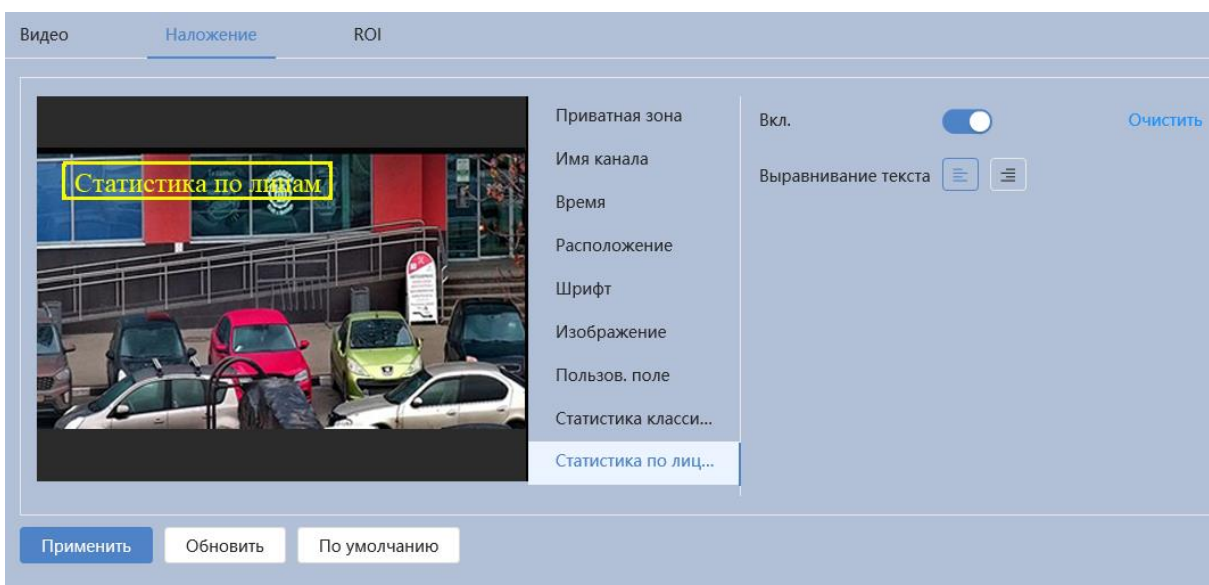 Видео
Наложение
ROI
Статистика по лицам
Приватная зона
Имя канала
Время
Расположение
Шрифт
Изображение
Пользов. поле
Статистика класси...
Статистика по лиц...
Вкл.
Очистить
Выравнивание текста
Применить
Обновить
По умолчанию